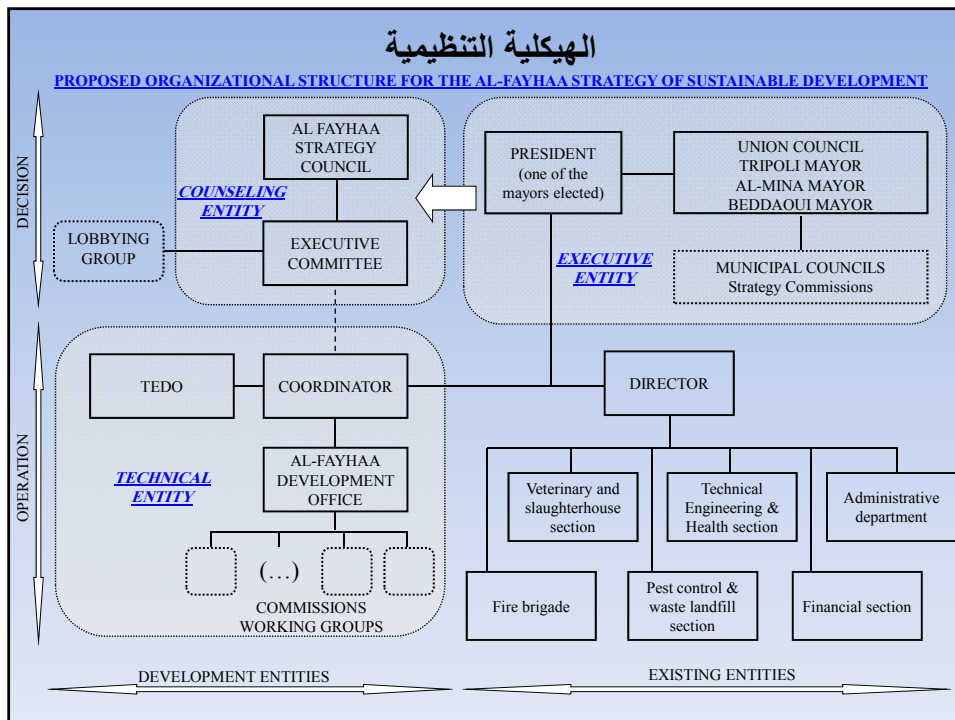 الهيكلية التنظيمية
PROPOSED ORGANIZATIONAL STRUCTURE FOR THE AL-FAYHAA STRATEGY OF SUSTAINABLE DEVELOPMENT
DECISION
AL FAYHAA
STRATEGY
COUNCIL
COUNSELING
ENTITY
LOBBYING
GROUP
EXECUTIVE
COMMITTEE
PRESIDENT
(one of the
mayors elected)
UNION COUNCIL
TRIPOLI MAYOR
AL-MINA MAYOR
BEDDAOUI MAYOR
EXECUTIVE
ENTITY
MUNICIPAL COUNCILS
Strategy Commissions
OPERATION
TEDO
COORDINATOR
DIRECTOR
TECHNICAL
ENTITY
AL-FAYHAA
DEVELOPMENT
OFFICE
(…)
COMMISSIONS
WORKING GROUPS
Veterinary and
slaughterhouse
section
Technical
Engineering &
Health section
Administrative
department
Fire brigade
Pest control &
waste landfill
section
Financial section
DEVELOPMENT ENTITIES
EXISTING ENTITIES